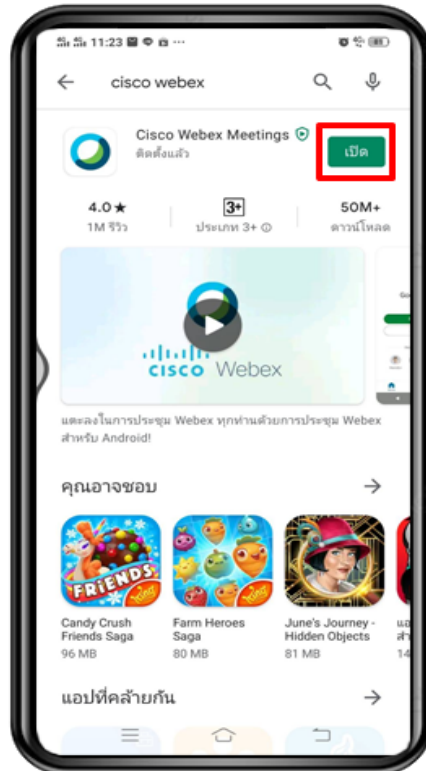 11:23
cisco webex
Cisco Webex Meetings
ติดตั้งแล้ว
เปิด
4.0 ★
1M รีวิว
3+
ประเภท 3+
50M+
ดาวน์โหลด
cisco Webex
แตะลงในการประชุม Webex ทุกท่านด้วยการประชุม Webex
สำหรับ Android!
คุณอาจชอบ
FRIENDS
King
King
Candy Crush
Friends Saga
96 MB
Farm Heroes
Saga
80 MB
June's Journey -
Hidden Objects
81 MB
แอปที่คล้ายกัน